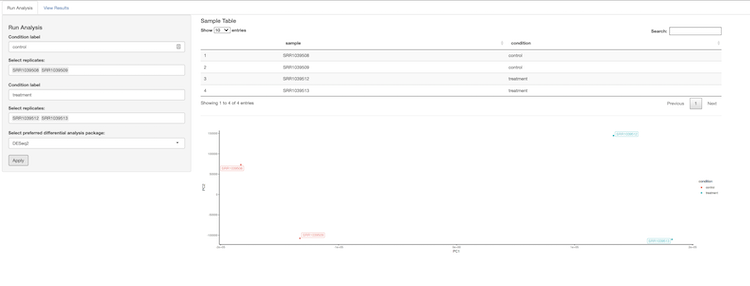 Run Analysis View Results
Run Analysis
Condition label
control
Select replicates:
SRR1039508 SRR1039509
Condition label
treatment
Select replicates:
SRR1039512 SRR1039513
Select preferred differential analysis package:
DESeq2
Apply
Sample Table
Show 10 entries
Search:
sample condition
1 SRR1039508 control
2 SRR1039509 control
3 SRR1039512 treatment
4 SRR1039513 treatment
Showing 1 to 4 of 4 entries
Previous 1 Next
PC2
condition
control
treatment
PC1